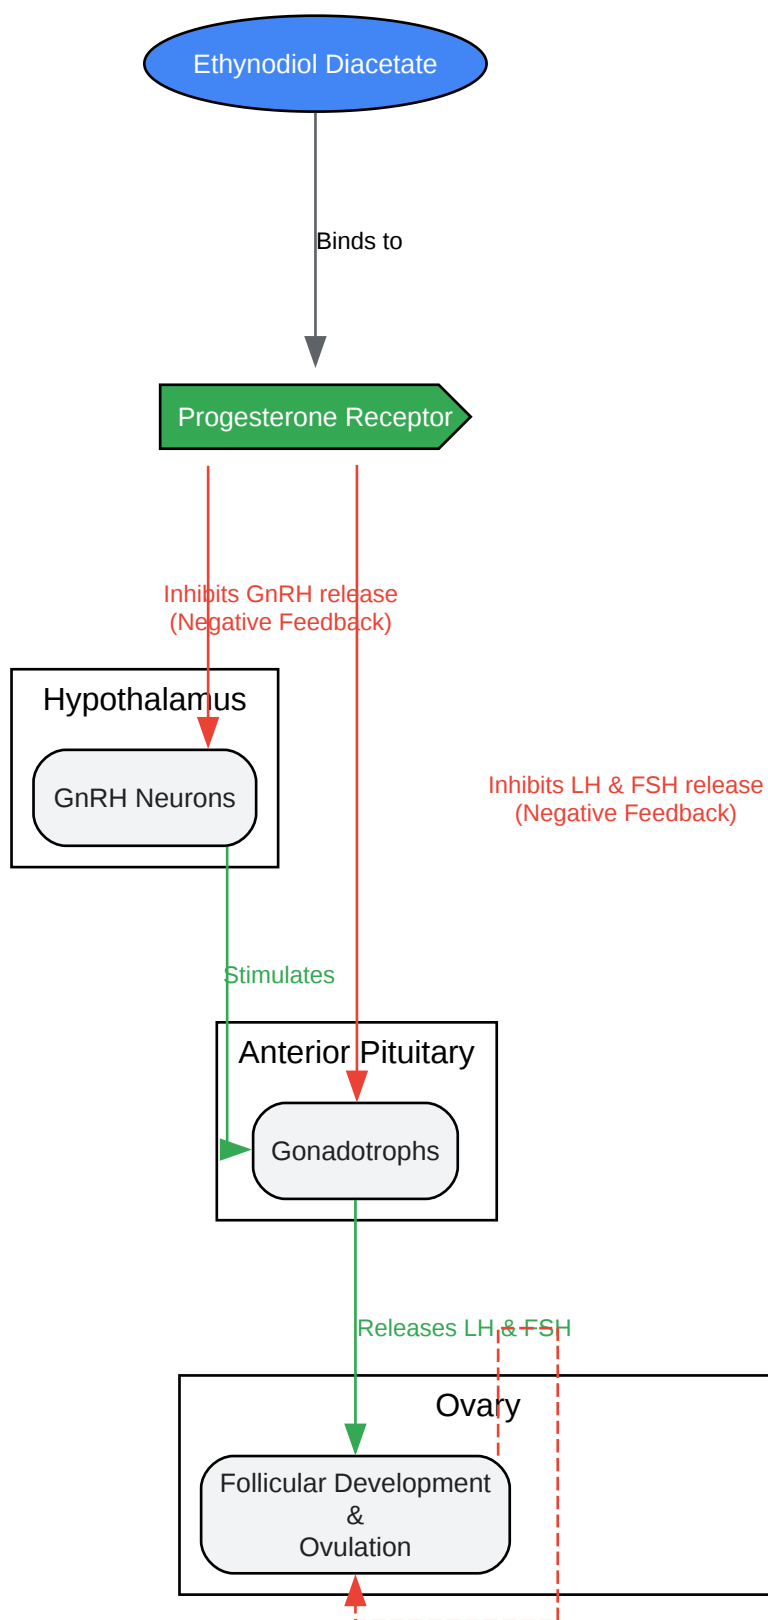 Ethynodiol Diacetate
Binds to
Progesterone Receptor
Inhibits GnRH release
(Negative Feedback)
Hypothalamus
GnRH Neurons
Inhibits LH & FSH release
(Negative Feedback)
Stimulates
Anterior Pituitary
Gonadotrophs
Releases LH & FSH
Ovary
Follicular Development
&
Ovulation